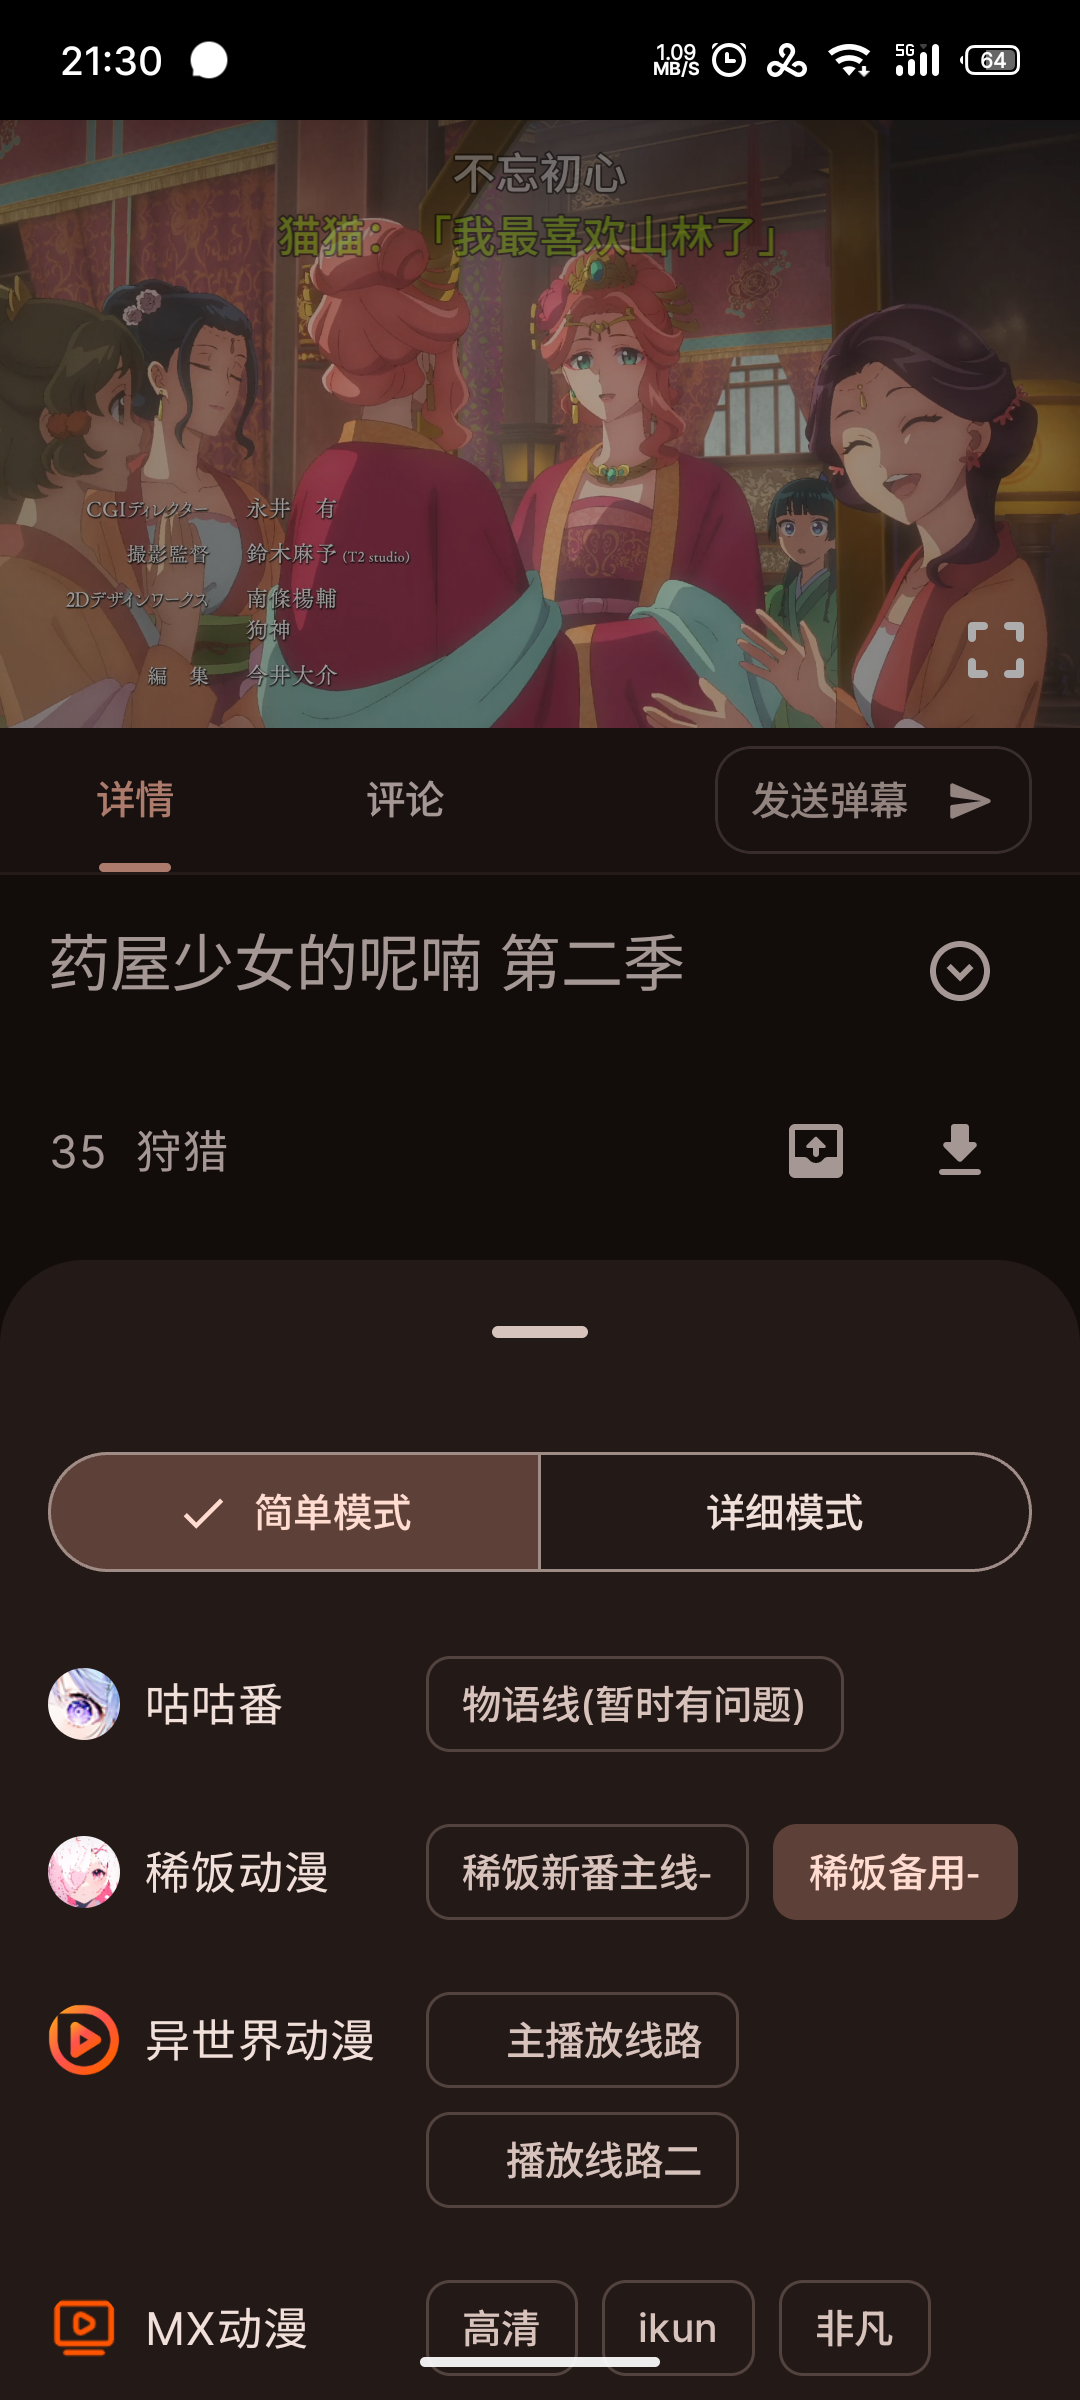 21:30
1.09
MB/S
5G
64
不忘初心
猫猫：「我最喜欢山林了」
CGIディレクター 永井 有
撮影監督 鈴木麻予 (T2 studio)
2Dデザインワークス 南條楊輔
狗神
編 集 今井大介
详情 评论 发送弹幕
药屋少女的呢喃 第二季
35 狩猎
简单模式 详细模式
咕咕番 物语线(暂时有问题)
稀饭动漫 稀饭新番主线- 稀饭备用-
异世界动漫 主播放线路
播放线路二
MX动漫 高清 ikun 非凡